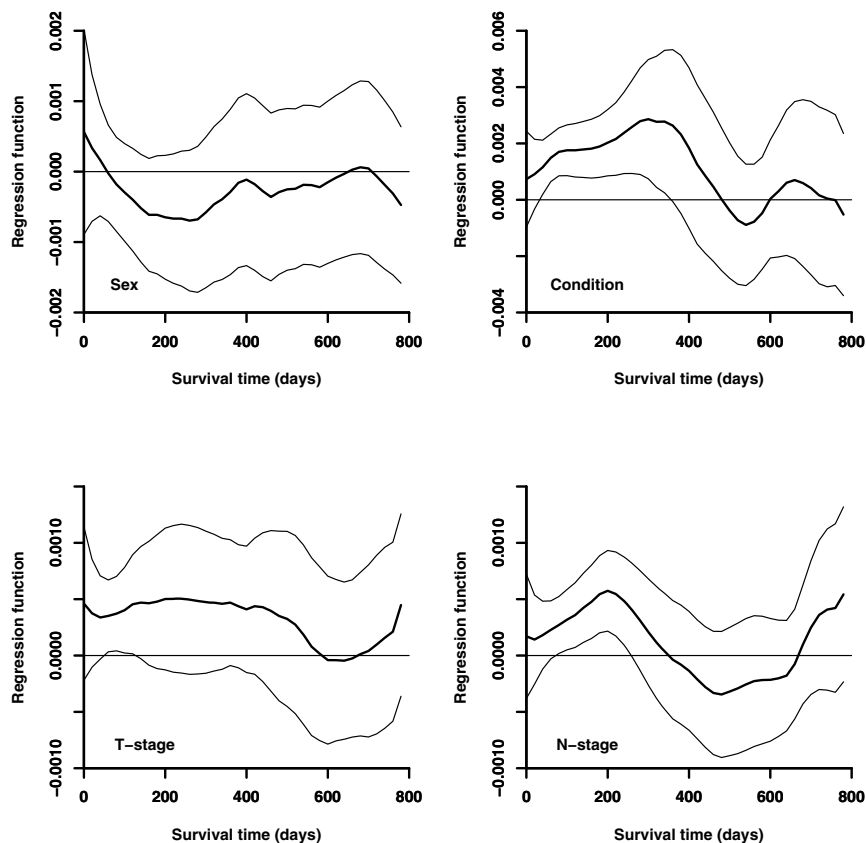 Regression function
0.002
0.001
0.000
−0.001
−0.002
Sex
0 200 400 600 800
Survival time (days)
Regression function
0.006
0.004
0.002
0.000
−0.004
Condition
0 200 400 600 800
Survival time (days)
Regression function
0.0010
0.0000
−0.0010
T−stage
0 200 400 600 800
Survival time (days)
Regression function
0.0010
0.0000
−0.0010
N−stage
0 200 400 600 800
Survival time (days)